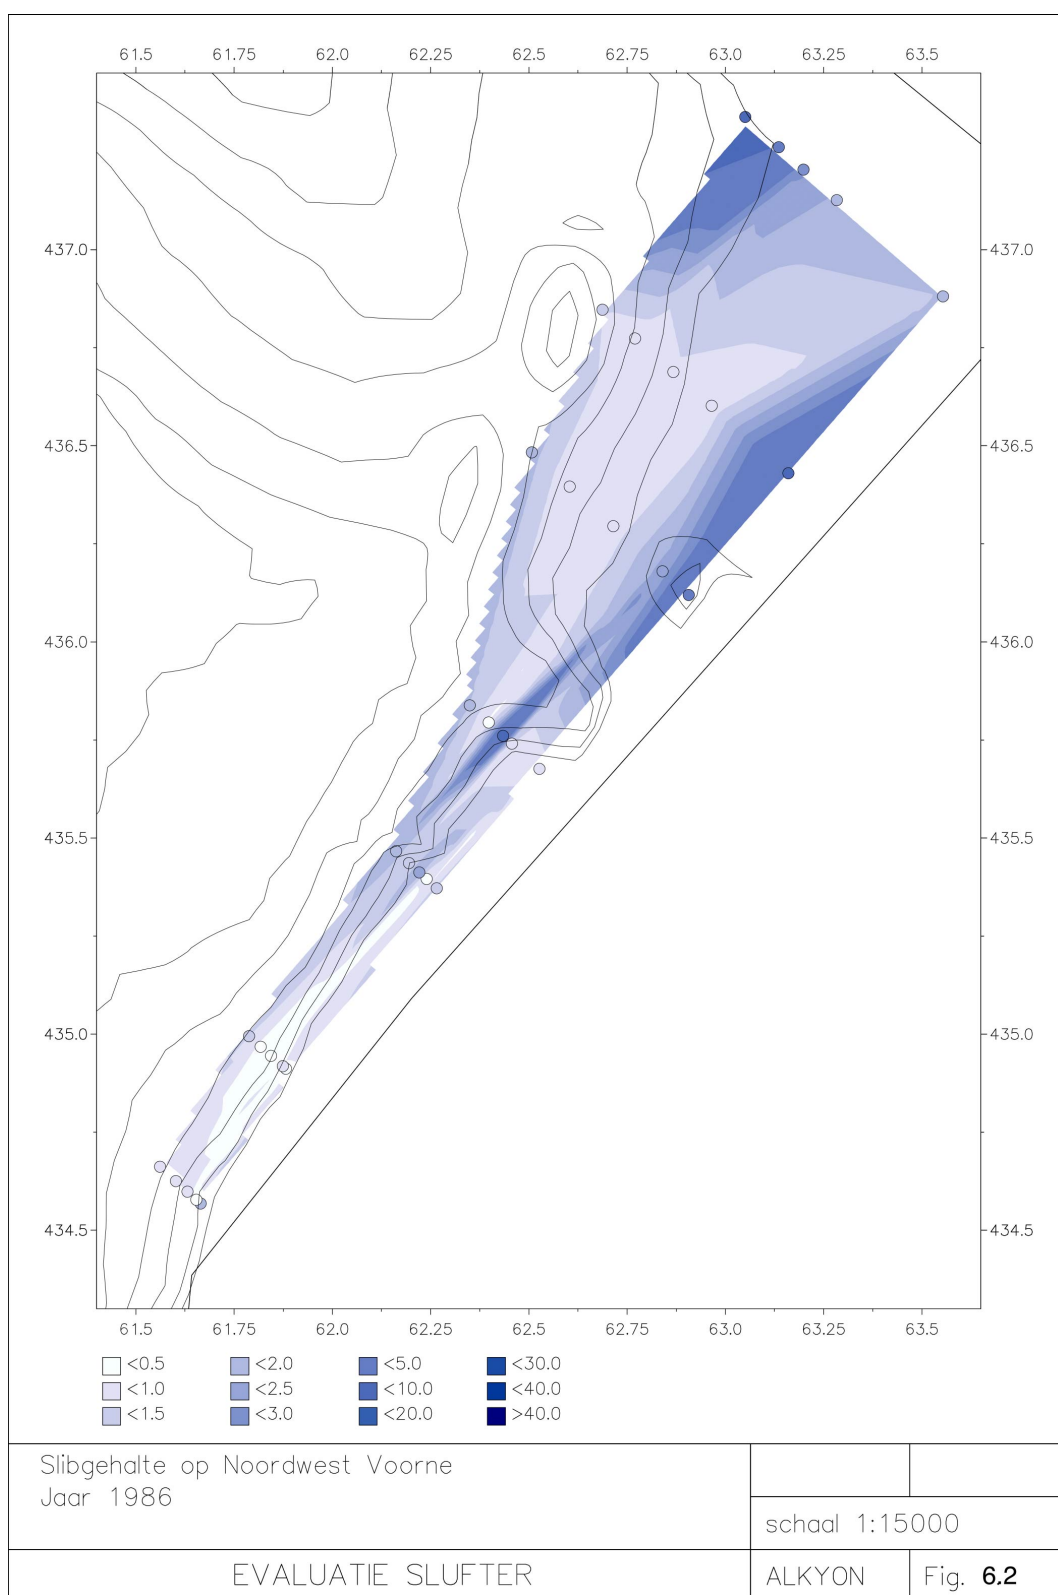 61.5 61.75 62.0 62.25 62.5 62.75 63.0 63.25 63.5
437.0 437.0
436.5 436.5
436.0 436.0
435.5 435.5
435.0 435.0
434.5 434.5
61.5 61.75 62.0 62.25 62.5 62.75 63.0 63.25 63.5
<0.5 <2.0 <5.0 <30.0
<1.0 <2.5 <10.0 <40.0
<1.5 <3.0 <20.0 >40.0
Slibgehalte op Noordwest Voorne
Jaar 1986
schaal 1:15000
EVALUATIE SLUFTER
ALKYON
Fig. 6.2